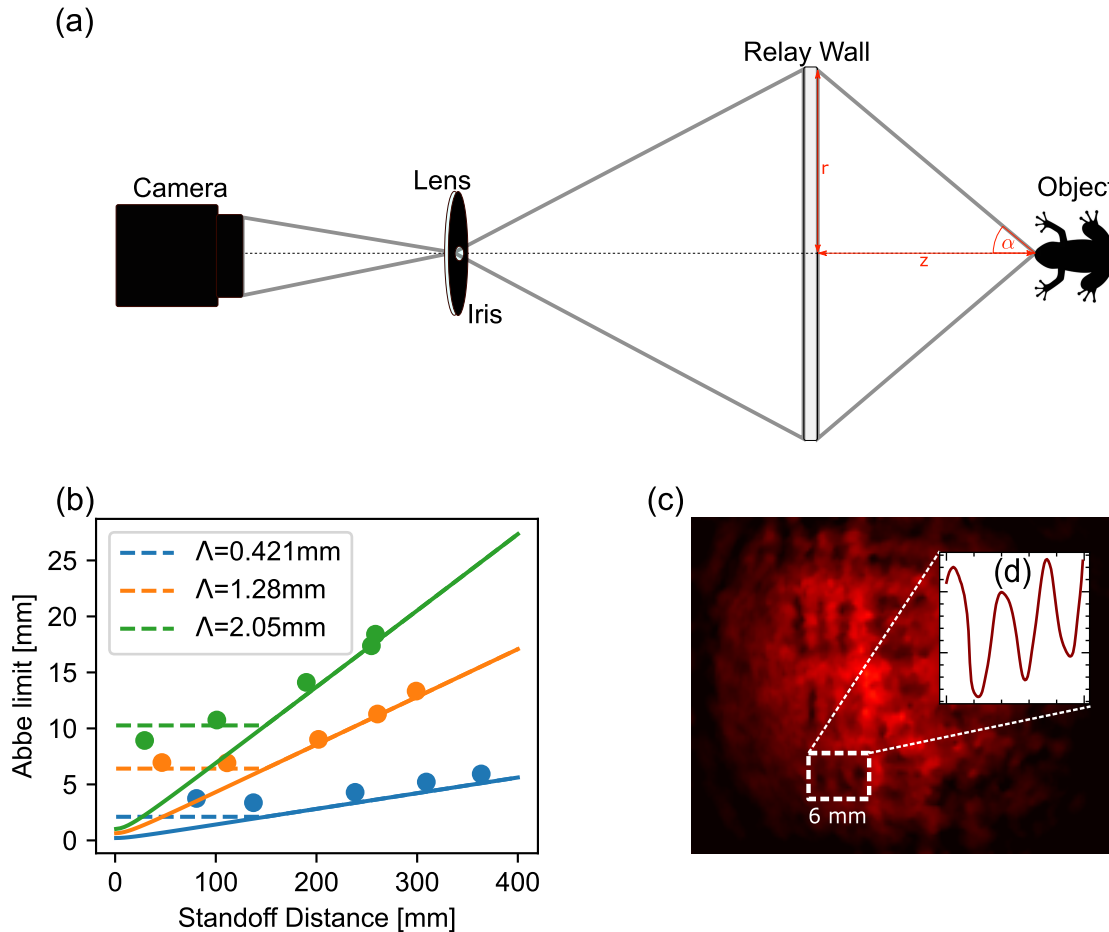 (a)
Relay Wall
Camera
Lens
Object
r
α
z
Iris
(b)
(c)
Λ=0.421mm
Λ=1.28mm
Λ=2.05mm
25
20
15
10
5
0
Abbe limit [mm]
0 100 200 300 400
Standoff Distance [mm]
(d)
6 mm